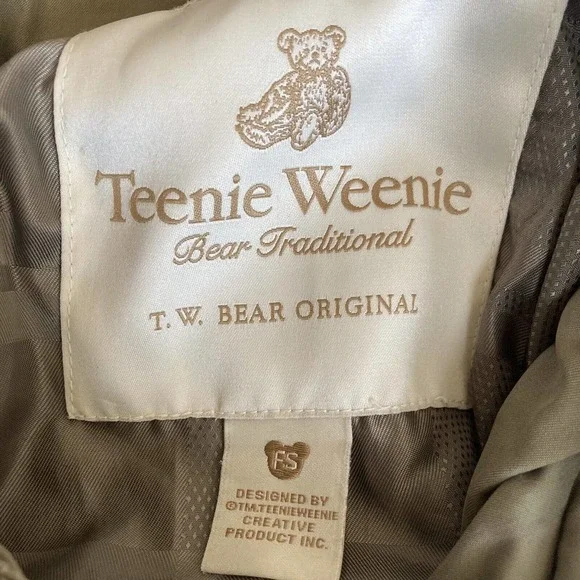 Teenie Weenie
Bear Traditional
T. W. BEAR ORIGINAL
FS
DESIGNED BY
©TM.TEENIEWEENIE
CREATIVE
PRODUCT INC.